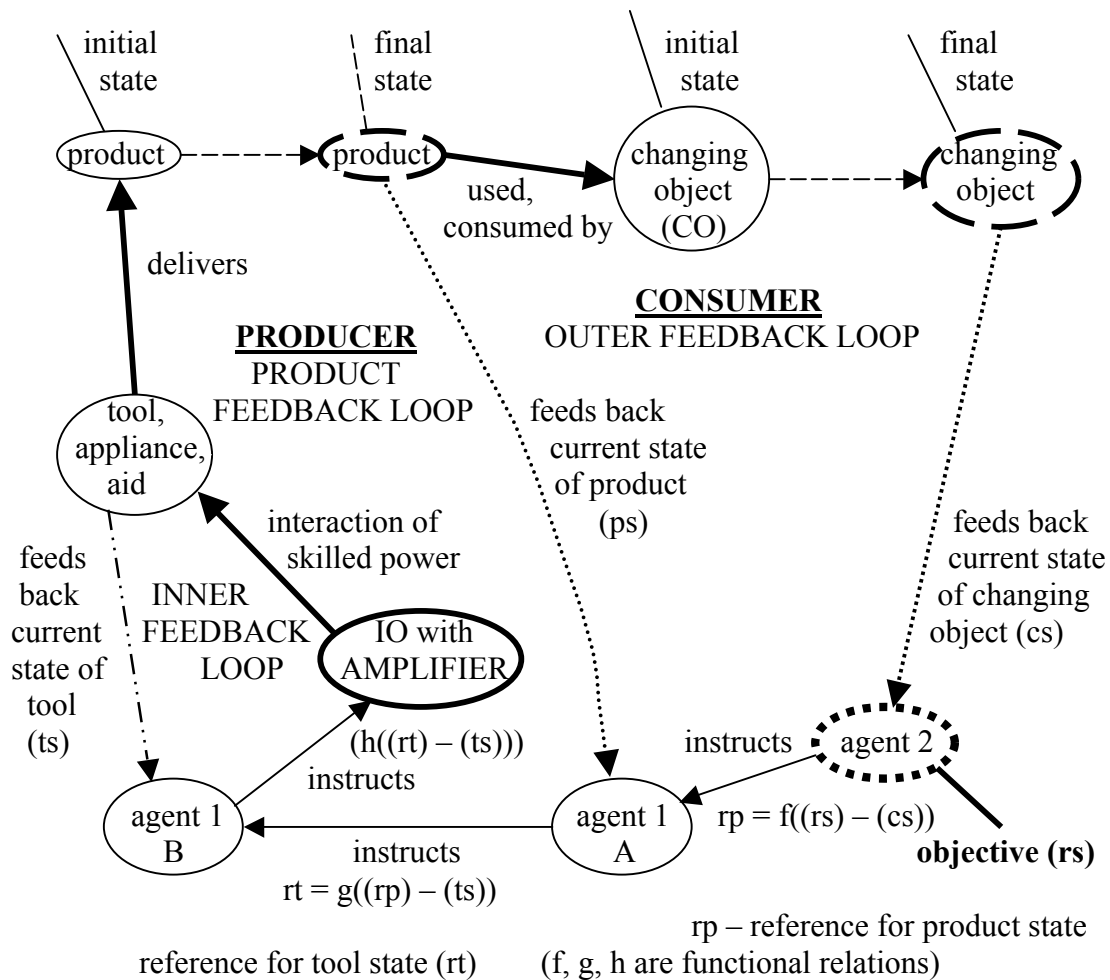 initial
state
final
state
initial
state
final
state
product
product
changing
object
(CO)
changing
object
used,
consumed by
delivers
PRODUCER
PRODUCT
FEEDBACK LOOP
CONSUMER
OUTER FEEDBACK LOOP
tool,
appliance,
aid
feeds back
current state
of product
(ps)
interaction of
skilled power
feeds
back
current
state of
tool
(ts)
INNER
FEEDBACK
LOOP
IO with
AMPLIFIER
feeds back
current state
of changing
object (cs)
(h((rt) – (ts)))
instructs
instructs
agent 2
agent 1
B
agent 1
A
rp = f((rs) – (cs))
objective (rs)
instructs
rt = g((rp) – (ts))
rp – reference for product state
reference for tool state (rt)
(f, g, h are functional relations)